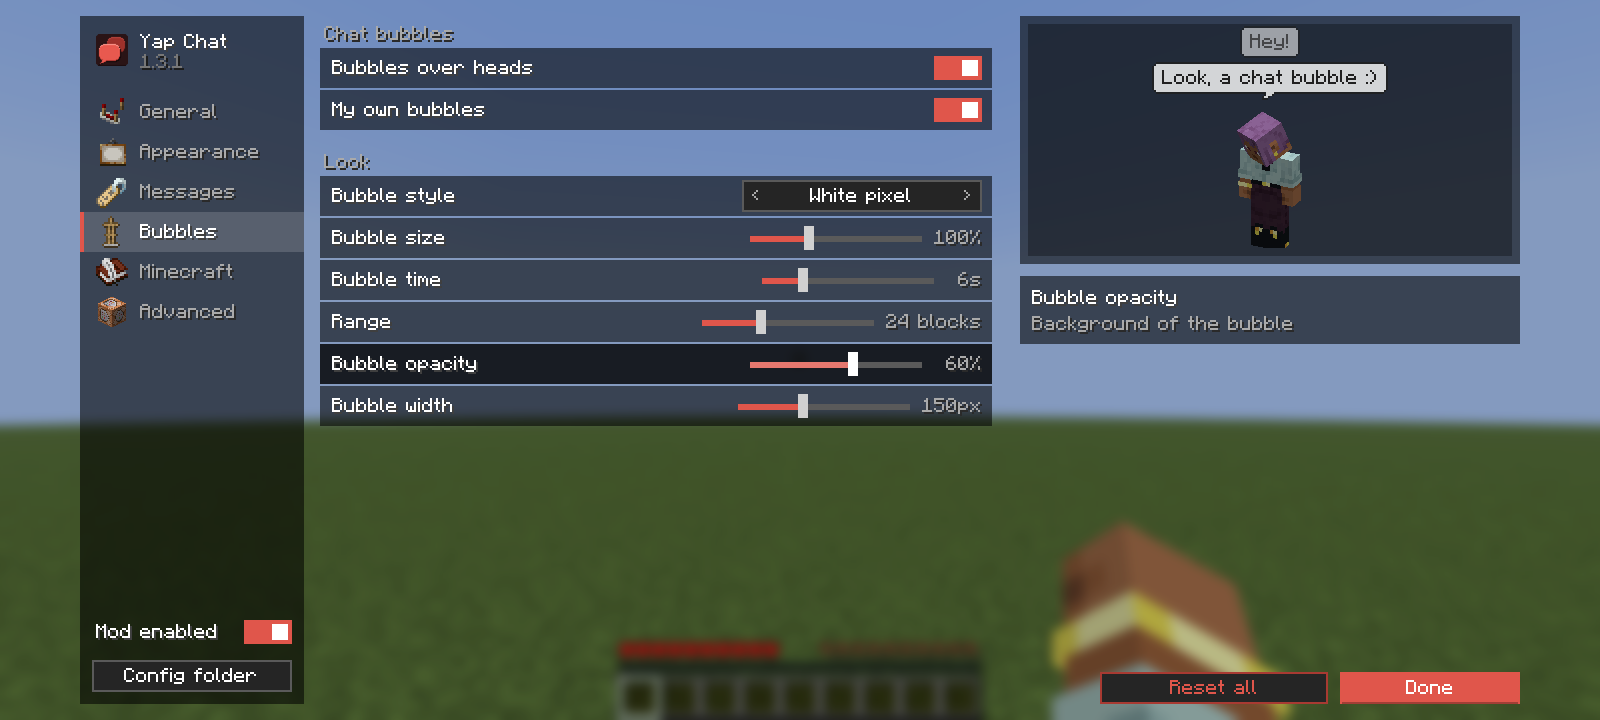 Yap Chat
1.3.1
General
Appearance
Messages
Bubbles
Minecraft
Advanced
Mod enabled
Config folder
Chat bubbles
Bubbles over heads
My own bubbles
Look
Bubble style
< White pixel >
Bubble size 100%
Bubble time 6s
Range 24 blocks
Bubble opacity 60%
Bubble width 150px
Hey!
Look, a chat bubble :)
Bubble opacity
Background of the bubble
Reset all
Done